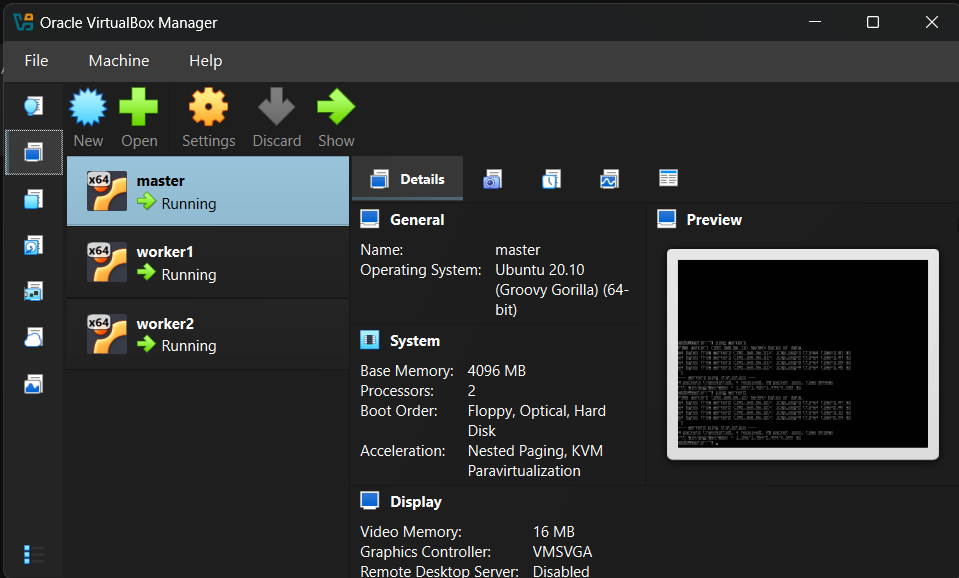 Oracle VirtualBox Manager
File Machine Help
New Open Settings Discard Show
x64 master
Running
x64 worker1
Running
x64 worker2
Running
Details
General
Name: master
Operating System: Ubuntu 20.10
(Groovy Gorilla) (64-
bit)
System
Base Memory: 4096 MB
Processors: 2
Boot Order: Floppy, Optical, Hard
Disk
Acceleration: Nested Paging, KVM
Paravirtualization
Display
Video Memory: 16 MB
Graphics Controller: VMSVGA
Remote Desktop Server: Disabled
Preview